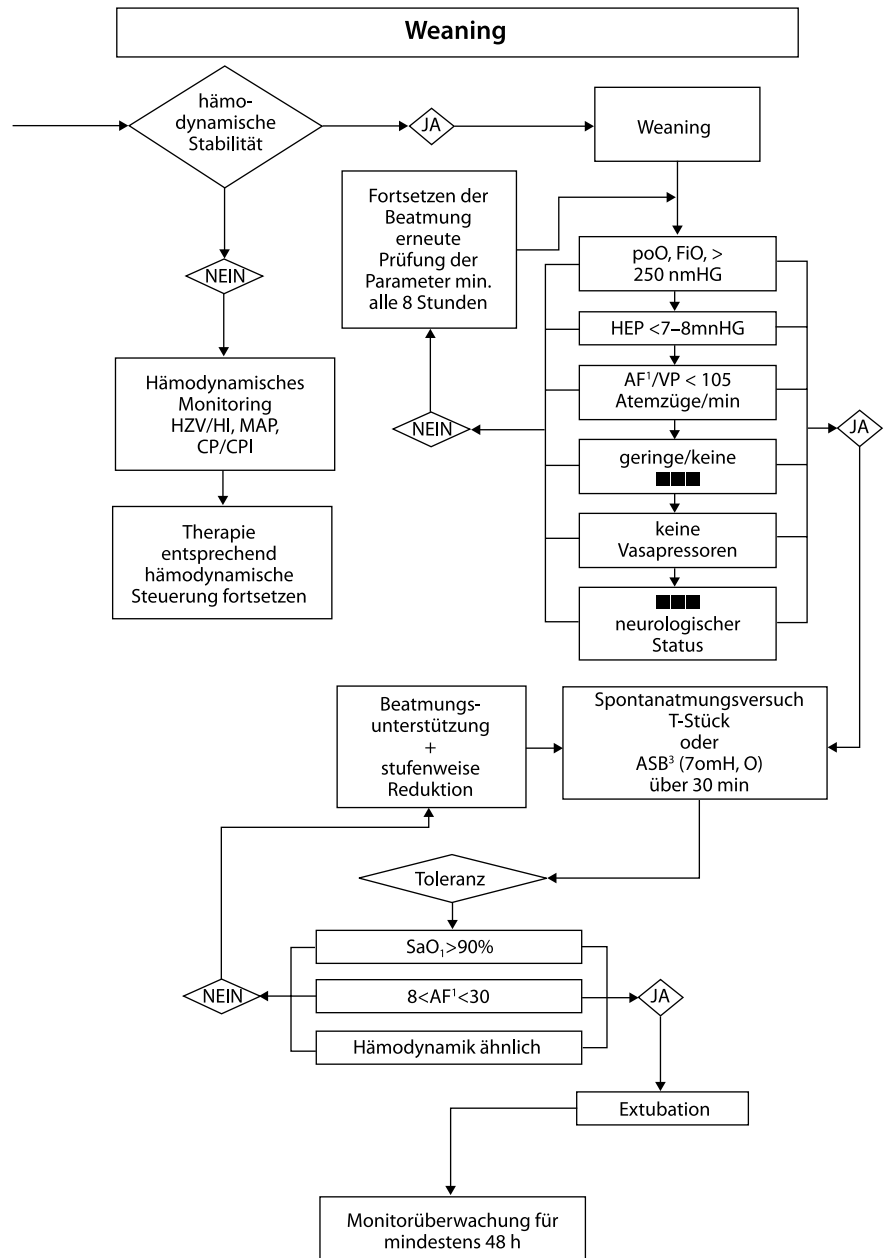 Weaning
hämo-
dynamische
Stabilität
JA
Weaning
NEIN
Hämodynamisches
Monitoring
HZV/HI, MAP,
CP/CPI
Therapie
entsprechend
hämodynamische
Steuerung fortsetzen
Fortsetzen der
Beatmung
erneute
Prüfung der
Parameter min.
alle 8 Stunden
poO, FiO, >
250 nmHG
HEP <7–8mnHG
AF¹/VP < 105
Atemzüge/min
geringe/keine
■■■
keine
Vasapressoren
■■■
neurologischer
Status
NEIN
JA
Beatmungs-
unterstützung
+
stufenweise
Reduktion
Spontanatmungsversuch
T-Stück
oder
ASB³ (7omH, O)
über 30 min
Toleranz
SaO₁>90%
8<AF¹<30
Hämodynamik ähnlich
NEIN
JA
Extubation
Monitorüberwachung für
mindestens 48 h